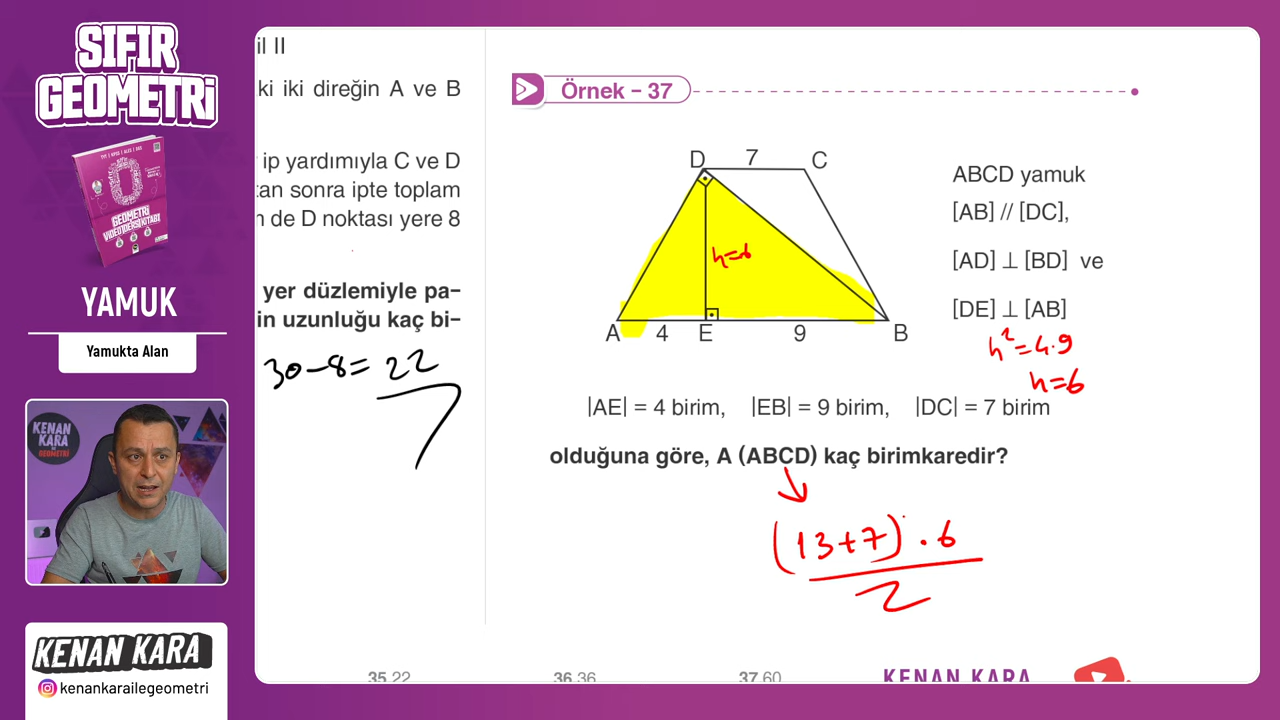 SIFIR
GEOMETRİ
GEOMETRİ
VİDEO DERS KİTABI
YAMUK
Yamukta Alan
KENAN
KARA
KENAN KARA
kenankarailegeometri
il II
ki iki direğin A ve B
ip yardımıyla C ve D
tan sonra ipte toplam
n de D noktası yere 8
yer düzlemiyle pa-
in uzunluğu kaç bi-
30-8= 22
Örnek - 37
D 7 C
h=6
A 4 E 9 B
ABCD yamuk
[AB] // [DC],
[AD] ⊥ [BD] ve
[DE] ⊥ [AB]
h²=4.9
h=6
|AE| = 4 birim, |EB| = 9 birim, |DC| = 7 birim
olduğuna göre, A (ABCD) kaç birimkaredir?
(13+7).6
2
35.22 36.36 37.60 KENAN KARA